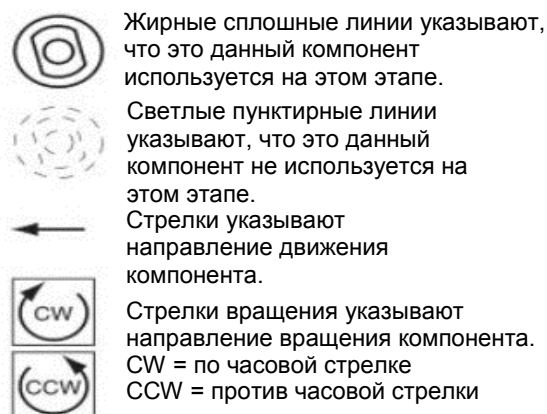 Жирные сплошные линии указывают,
что это данный компонент
используется на этом этапе.
Светлые пунктирные линии
указывают, что это данный
компонент не используется на
этом этапе.
Стрелки указывают
направление движения
компонента.
CW
Стрелки вращения указывают
направление вращения компонента.
CW = по часовой стрелке
CCW
CCW = против часовой стрелки